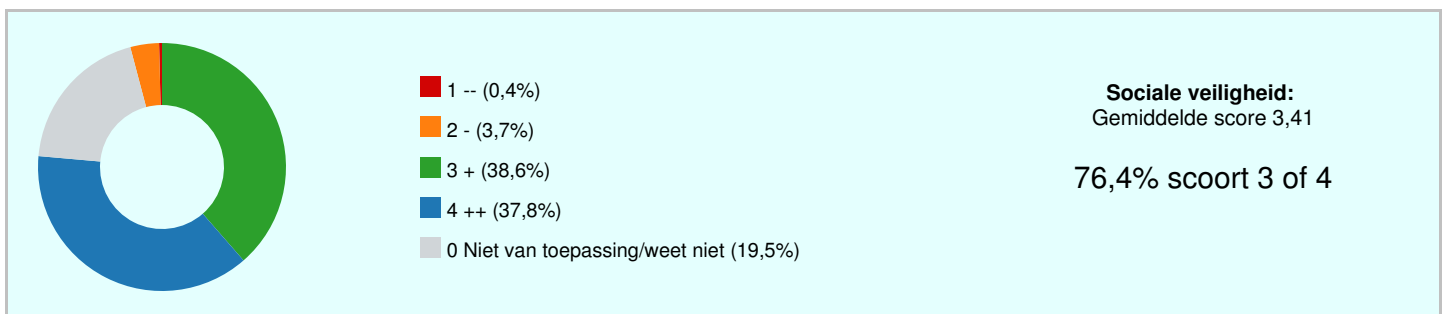 1 -- (0,4%)
2 - (3,7%)
3 + (38,6%)
4 ++ (37,8%)
0 Niet van toepassing/weet niet (19,5%)
Sociale veiligheid:
Gemiddelde score 3,41
76,4% scoort 3 of 4